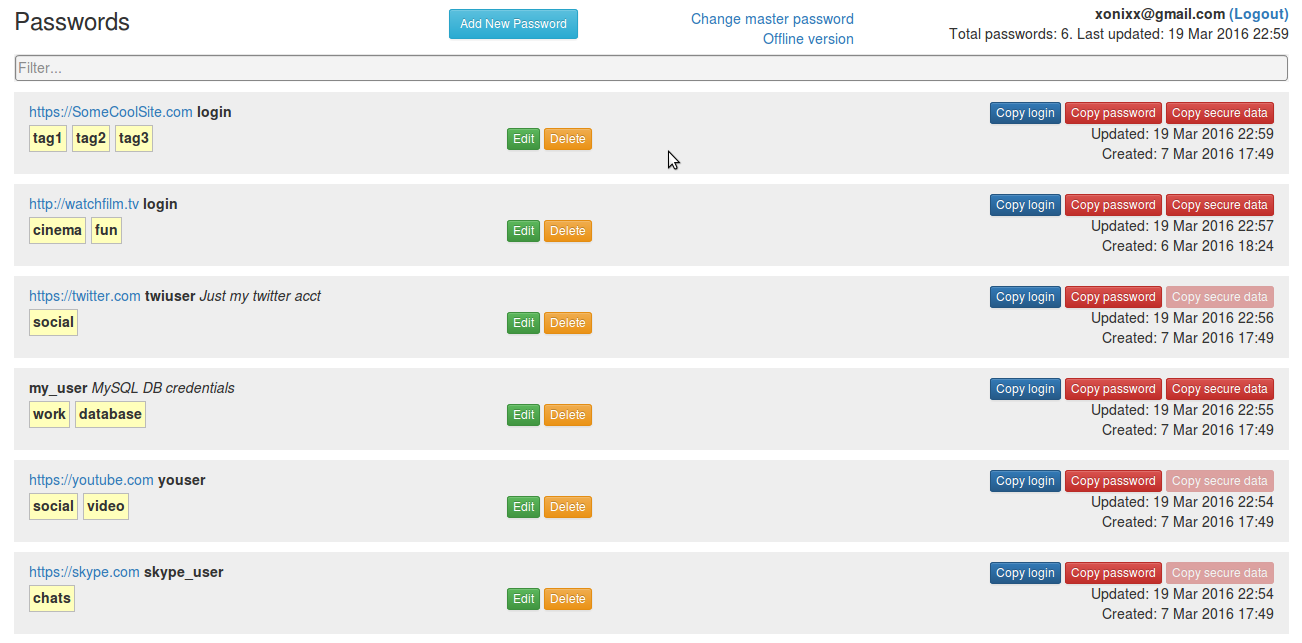 Passwords
Add New Password
Change master password
Offline version
xonixx@gmail.com (Logout)
Total passwords: 6. Last updated: 19 Mar 2016 22:59
Filter...
https://SomeCoolSite.com login
tag1 tag2 tag3
Edit Delete
Copy login Copy password Copy secure data
Updated: 19 Mar 2016 22:59
Created: 7 Mar 2016 17:49
http://watchfilm.tv login
cinema fun
Edit Delete
Copy login Copy password Copy secure data
Updated: 19 Mar 2016 22:57
Created: 6 Mar 2016 18:24
https://twitter.com twiuser Just my twitter acct
social
Edit Delete
Copy login Copy password Copy secure data
Updated: 19 Mar 2016 22:56
Created: 7 Mar 2016 17:49
my_user MySQL DB credentials
work database
Edit Delete
Copy login Copy password Copy secure data
Updated: 19 Mar 2016 22:55
Created: 7 Mar 2016 17:49
https://youtube.com youser
social video
Edit Delete
Copy login Copy password Copy secure data
Updated: 19 Mar 2016 22:54
Created: 7 Mar 2016 17:49
https://skype.com skype_user
chats
Edit Delete
Copy login Copy password Copy secure data
Updated: 19 Mar 2016 22:54
Created: 7 Mar 2016 17:49